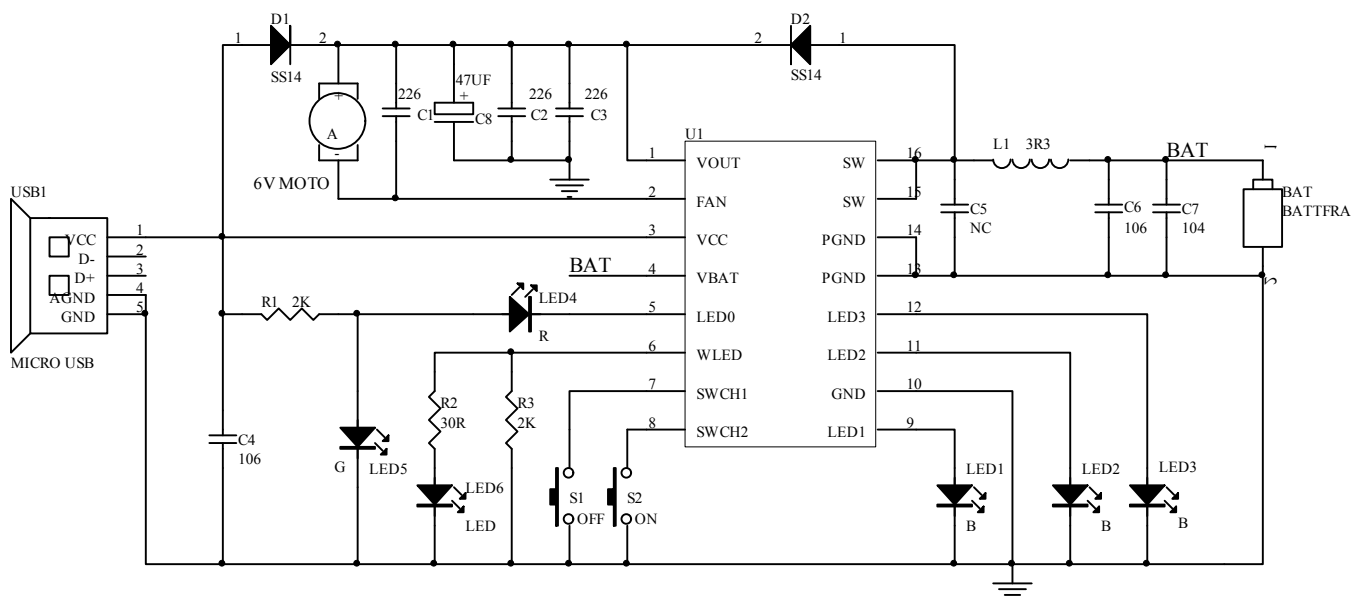 D1
1
2
SS14
D2
2
1
SS14
226
C1
47UF
+
C8
226
C2
226
C3
+
A
-
6V MOTO
USB1
VCC
D-
D+
AGND
GND
1
2
3
4
5
MICRO USB
U1
1
VOUT
2
FAN
3
VCC
BAT
4
VBAT
5
LED0
6
WLED
7
SWCH1
8
SWCH2
SW
16
SW
15
PGND
14
PGND
13
LED3
12
LED2
11
GND
10
LED1
9
L1
3R3
BAT
1
BAT
BATTFRA
2
C5
NC
C6
106
C7
104
R1
2K
LED4
R
C4
106
G
LED5
R2
30R
R3
2K
LED6
LED
S1
OFF
S2
ON
LED1
B
LED2
B
LED3
B